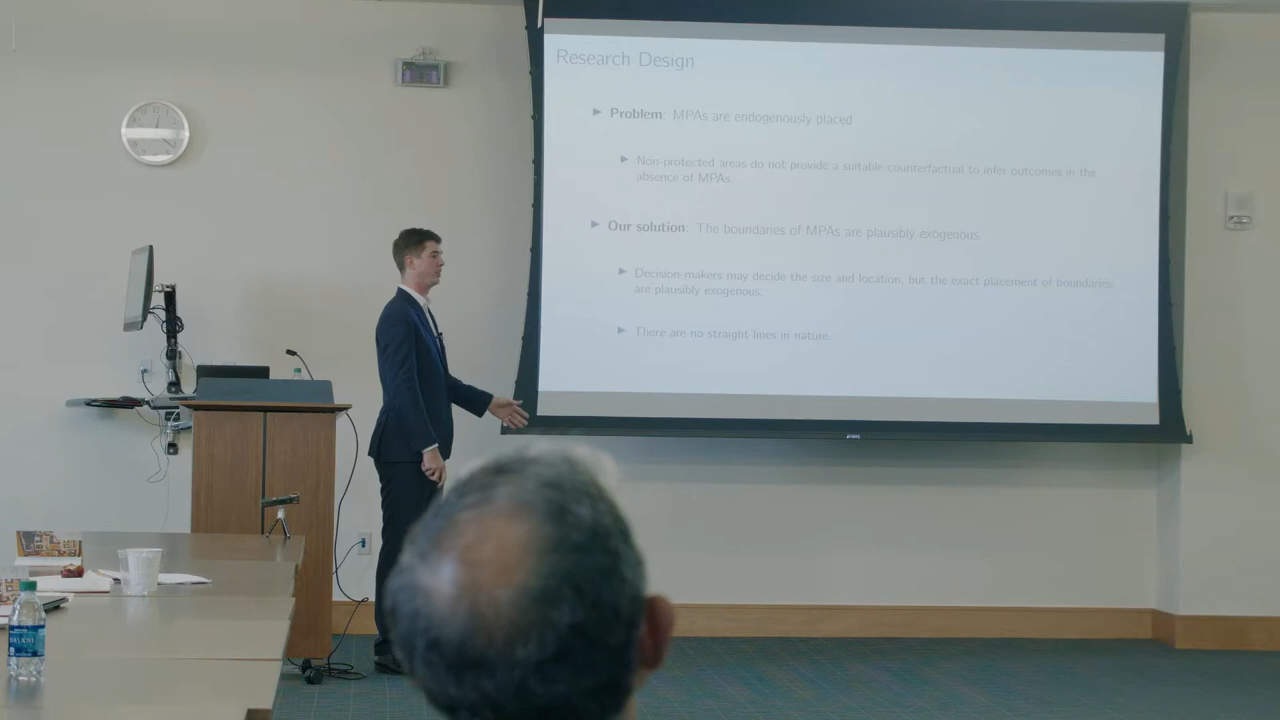 Research Design
▶ Problem: MPAs are endogenously placed
▶ Non-protected areas do not provide a suitable counterfactual to infer outcomes in the
absence of MPAs.
▶ Our solution: The boundaries of MPAs are plausibly exogenous.
▶ Decision-makers may decide the size and location, but the exact placement of boundaries
are plausibly exogenous.
▶ There are no straight lines in nature.